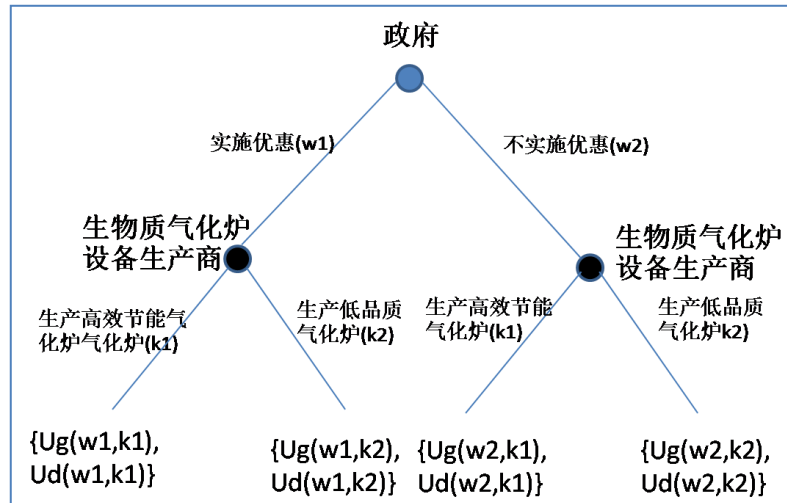 政府
实施优惠(w1)
不实施优惠(w2)
生物质气化炉
设备生产商
生物质气化炉
设备生产商
生产高效节能气
化炉气化炉(k1)
生产低品质
气化炉(k2)
生产高效节能
气化炉(k1)
生产低品质
气化炉k2)
{Ug(w1,k1),
Ud(w1,k1)}
{Ug(w1,k2),
Ud(w1,k2)}
{Ug(w2,k1),
Ud(w2,k1)}
{Ug(w2,k2),
Ud(w2,k2)}